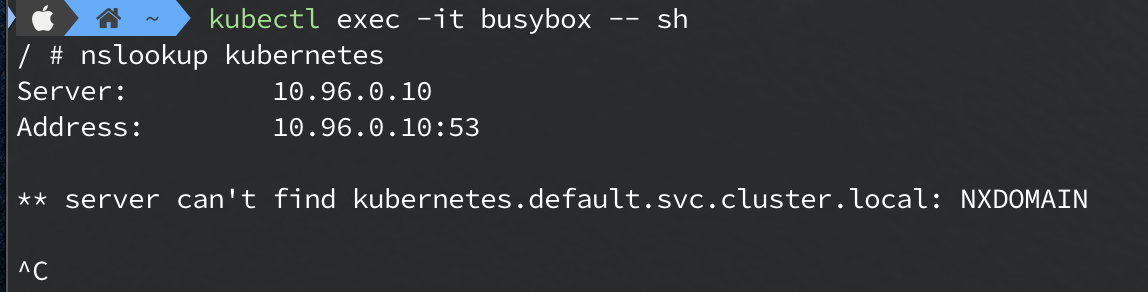 ~ kubectl exec -it busybox -- sh
/ # nslookup kubernetes
Server: 10.96.0.10
Address: 10.96.0.10:53
** server can't find kubernetes.default.svc.cluster.local: NXDOMAIN
^C